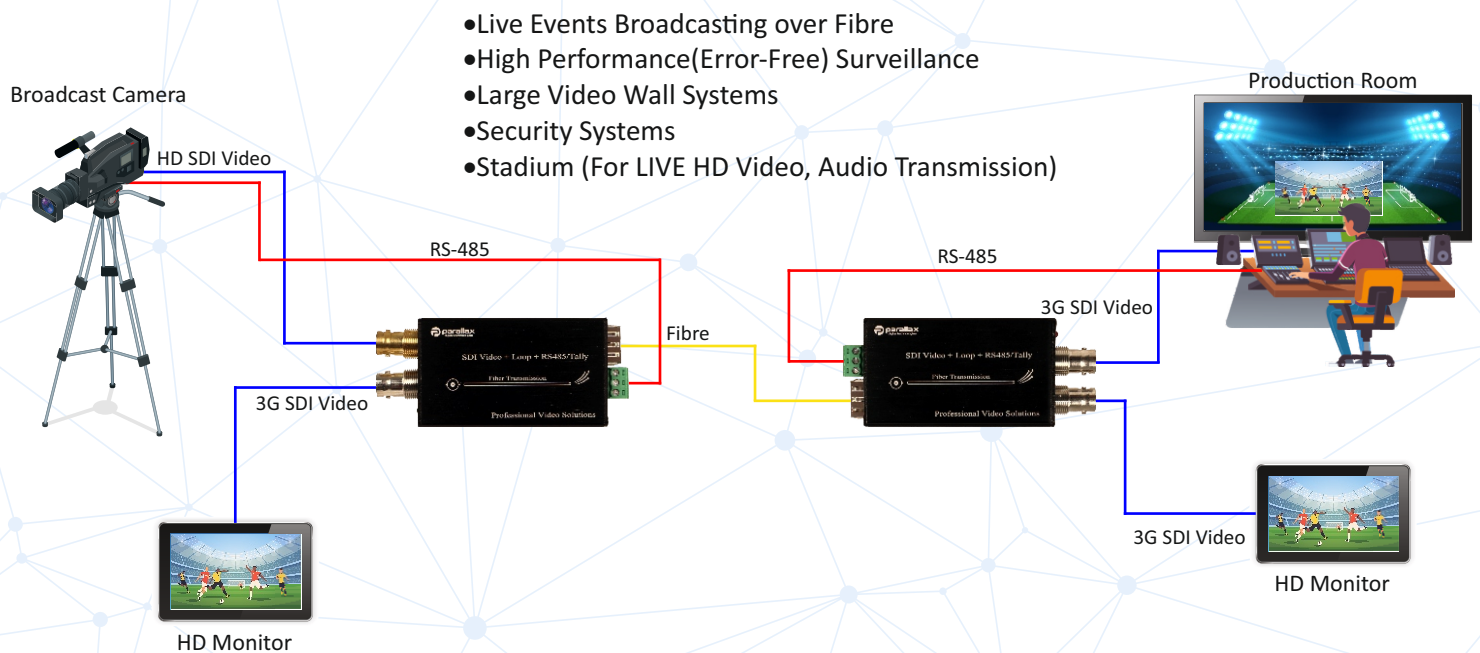 •Live Events Broadcasting over Fibre
•High Performance(Error-Free) Surveillance
•Large Video Wall Systems
•Security Systems
•Stadium (For LIVE HD Video, Audio Transmission)
Broadcast Camera
HD SDI Video
RS-485
3G SDI Video
HD Monitor
parallax
SDI Video + Loop + RS485/Tally
Fiber Transmission
Professional Video Solutions
Fibre
parallax
SDI Video + Loop + RS485/Tally
Fiber Transmission
Professional Video Solutions
RS-485
3G SDI Video
Production Room
3G SDI Video
HD Monitor